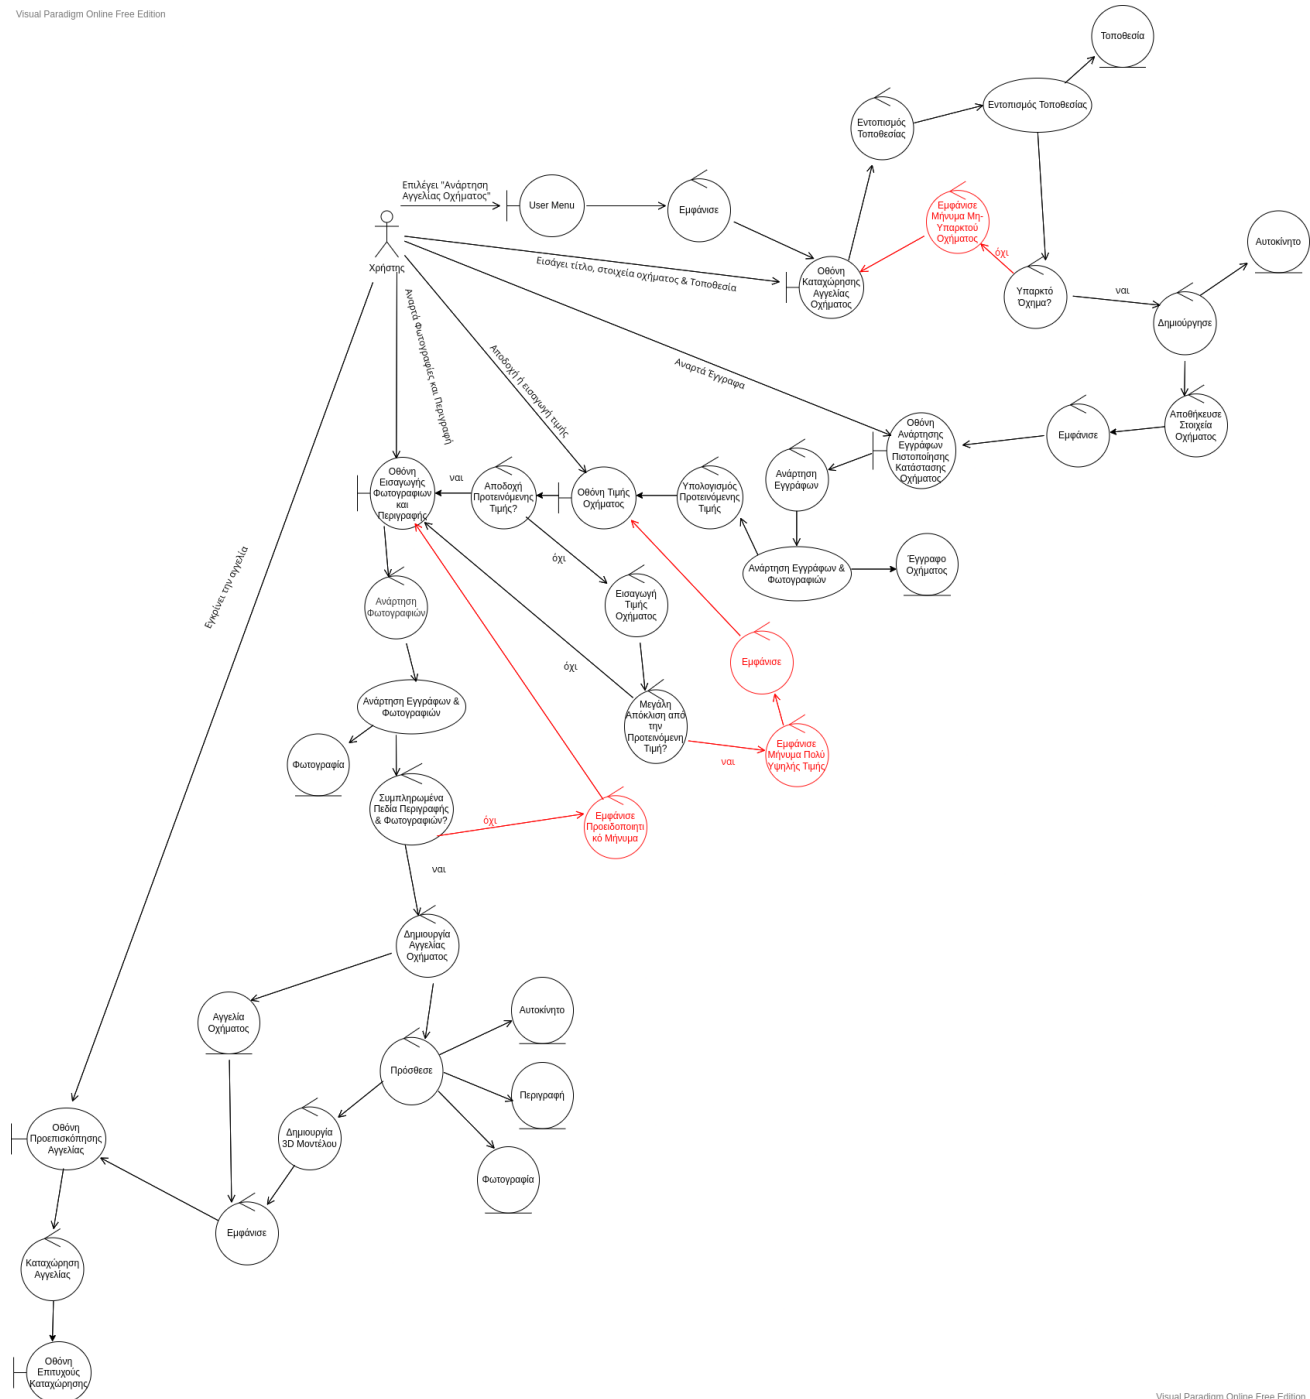 Visual Paradigm Online Free Edition
Τοποθεσία
Εντοπισμός Τοποθεσίας
Εντοπισμός
Τοποθεσίας
Επιλέγει "Ανάρτηση
Αγγελίας Οχήματος"
User Menu
Εμφάνισε
Εμφάνισε
Μήνυμα Μη-
Υπαρκτού
Οχήματος
όχι
Αυτοκίνητο
Χρήστης
Εισάγει τίτλο, στοιχεία οχήματος & Τοποθεσία
Οθόνη
Καταχώρησης
Αγγελίας
Οχήματος
Υπαρκτό
Όχημα?
ναι
Δημιούργησε
Αναρτά Φωτογραφίες και Περιγραφή
Αποδοχή ή εισαγωγή τιμής
Αναρτά Έγγραφα
Οθόνη
Ανάρτησης
Εγγράφων
Πιστοποίησης
Κατάστασης
Οχήματος
Εμφάνισε
Αποθήκευσε
Στοιχεία
Οχήματος
Οθόνη
Εισαγωγής
Φωτογραφιων
και
Περιγραφής
ναι
Αποδοχή
Προτεινόμενης
Τιμής?
Οθόνη Τιμής
Οχήματος
Υπολογισμός
Προτεινόμενης
Τιμής
Ανάρτηση
Εγγράφων
όχι
Ανάρτηση Εγγράφων &
Φωτογραφιών
Έγγραφο
Οχήματος
Εγκρίνει την αγγελία
Ανάρτηση
Φωτογραφιών
Εισαγωγή
Τιμής
Οχήματος
όχι
Εμφάνισε
Ανάρτηση Εγγράφων &
Φωτογραφιών
Μεγάλη
Απόκλιση από
την
Προτεινόμενη
Τιμή?
ναι
Εμφάνισε
Μήνυμα Πολύ
Υψηλής Τιμής
Φωτογραφία
Συμπληρωμένα
Πεδία Περιγραφής
& Φωτογραφιών?
όχι
Εμφάνισε
Προειδοποιητι
κό Μήνυμα
ναι
Δημιουργία
Αγγελίας
Οχήματος
Αγγελία
Οχήματος
Αυτοκίνητο
Πρόσθεσε
Περιγραφή
Οθόνη
Προεπισκόπησης
Αγγελίας
Δημιουργία
3D Μοντέλου
Φωτογραφία
Εμφάνισε
Καταχώρηση
Αγγελίας
Οθόνη
Επιτυχούς
Καταχώρησης
Visual Paradigm Online Free Edition